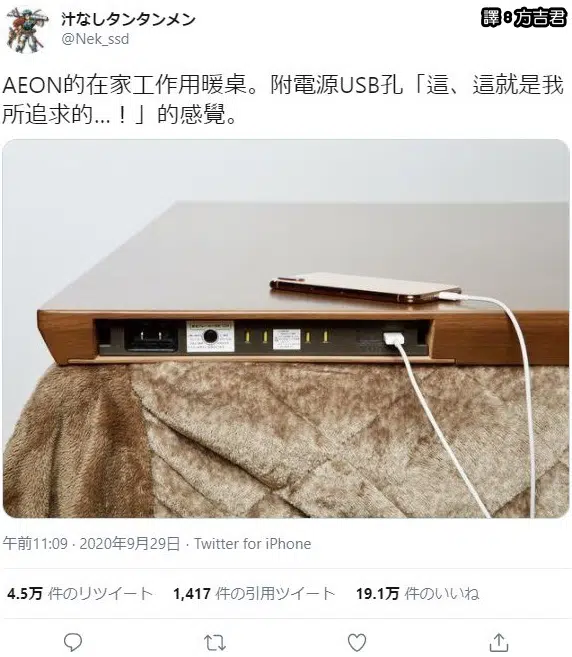 汁なしタンタンメン
譯8方吉君
@Nek_ssd
AEON的在家工作用暖桌。附電源USB孔「這、這就是我
所追求的...！」的感覺。
午前11:09 · 2020年9月29日 · Twitter for iPhone
4.5万 件のリツイート 1,417 件の引用ツイート 19.1万 件のいいね